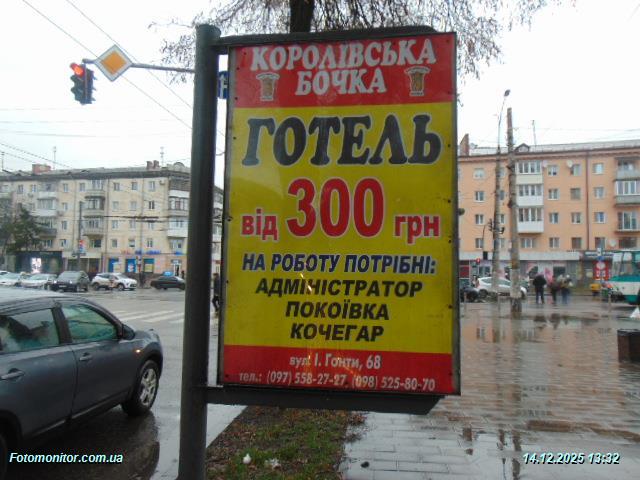 КОРОЛІВСЬКА
БОЧКА
ГОТЕЛЬ
від 300 грн
НА РОБОТУ ПОТРІБНІ:
АДМІНІСТРАТОР
ПОКОЇВКА
КОЧЕГАР
вул. І. Гонти, 68
тел.: (097) 558-27-27, (098) 525-80-70
Fotomonitor.com.ua
14.12.2025 13:32